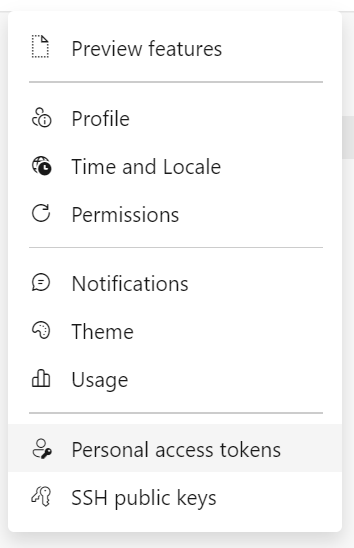 Preview features
Profile
Time and Locale
Permissions
Notifications
Theme
Usage
Personal access tokens
SSH public keys